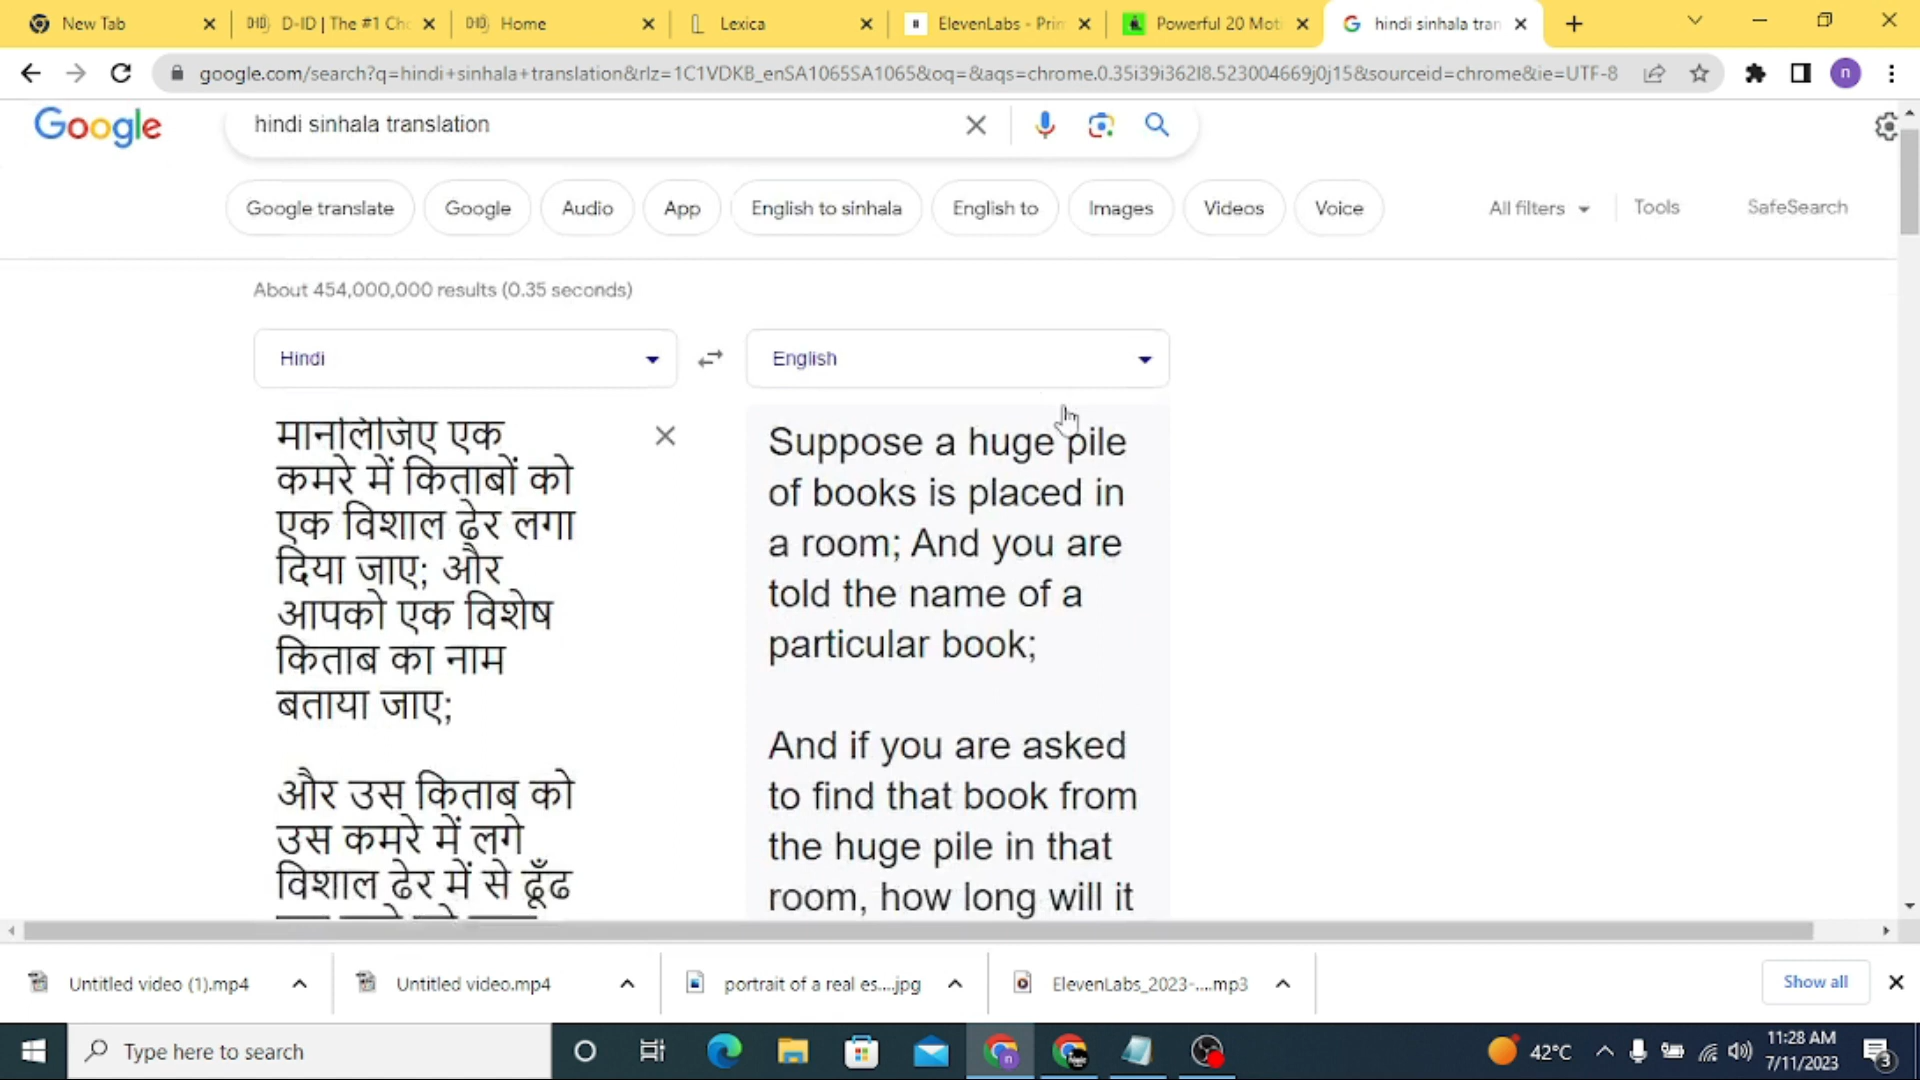 New Tab
D-ID | The #1 Ch
Home
Lexica
ElevenLabs - Prim
Powerful 20 Moti
hindi sinhala tran
google.com/search?q=hindi+sinhala+translation&rlz=1C1VDKB_enSA1065SA1065&oq=&aqs=chrome.0.35i39i362l8.523004669j0j15&sourceid=chrome&ie=UTF-8
n
Google
hindi sinhala translation
Google translate
Google
Audio
App
English to sinhala
English to
Images
Videos
Voice
All filters
Tools
SafeSearch
About 454,000,000 results (0.35 seconds)
Hindi
English
मानलिजिए एक
कमरे में किताबों को
एक विशाल ढेर लगा
दिया जाए; और
आपको एक विशेष
किताब का नाम
बताया जाए;
और उस किताब को
उस कमरे में लगे
विशाल ढेर में से ढूँढ
Suppose a huge pile
of books is placed in
a room; And you are
told the name of a
particular book;
And if you are asked
to find that book from
the huge pile in that
room, how long will it
Untitled video (1).mp4
Untitled video.mp4
portrait of a real es....jpg
ElevenLabs_2023-....mp3
Show all
Type here to search
42°C
11:28 AM
7/11/2023
3